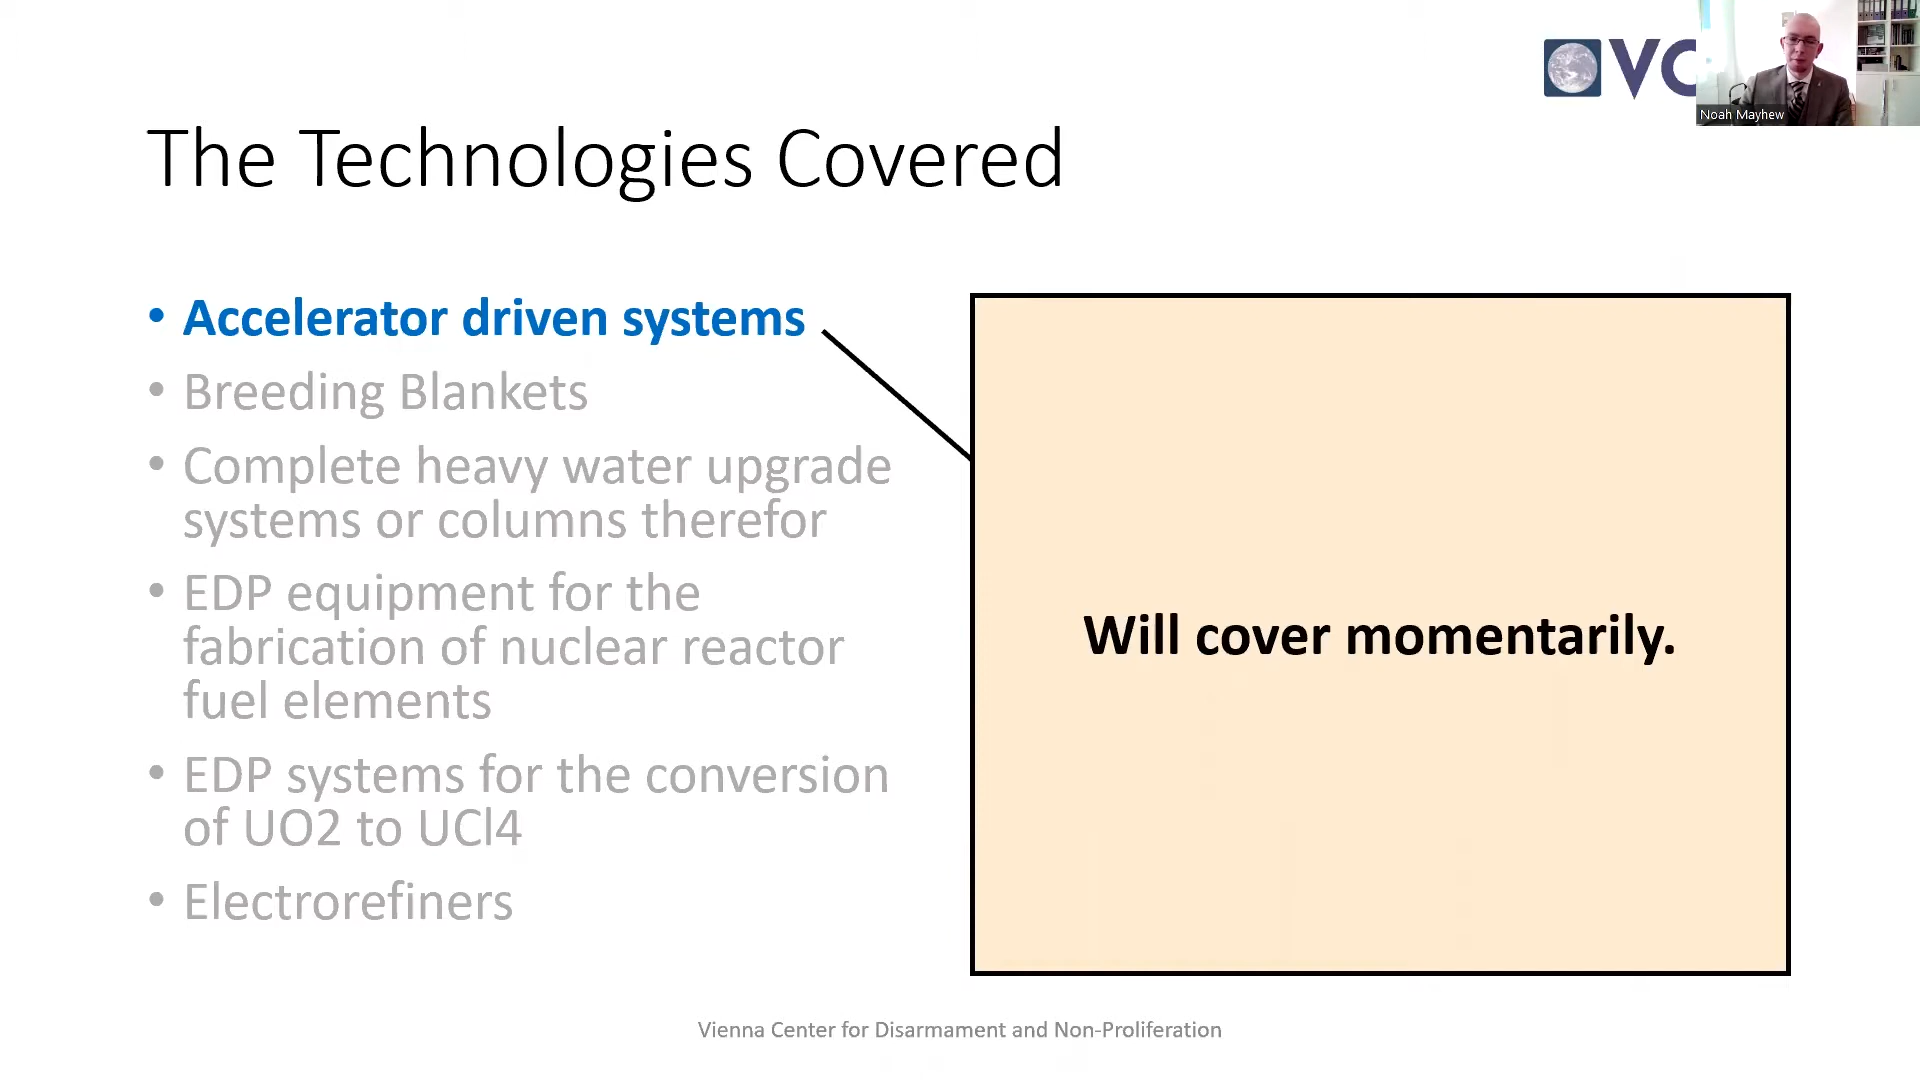 VC
Noah Mayhew
The Technologies Covered
• Accelerator driven systems
• Breeding Blankets
• Complete heavy water upgrade
systems or columns therefor
• EDP equipment for the
fabrication of nuclear reactor
fuel elements
• EDP systems for the conversion
of UO2 to UCl4
• Electrorefiners
Will cover momentarily.
Vienna Center for Disarmament and Non-Proliferation